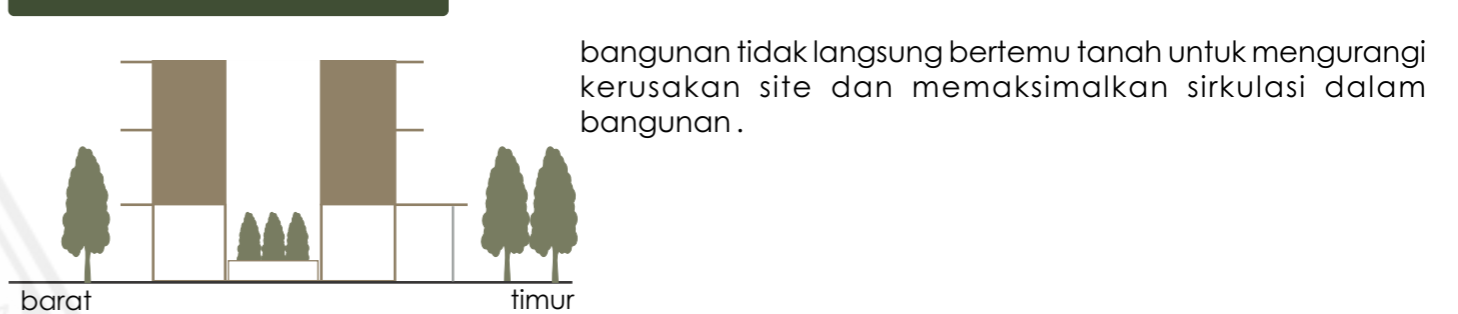 bangunan tidak langsung bertemu tanah untuk mengurangi
kerusakan site dan memaksimalkan sirkulasi dalam
bangunan .
barat
timur